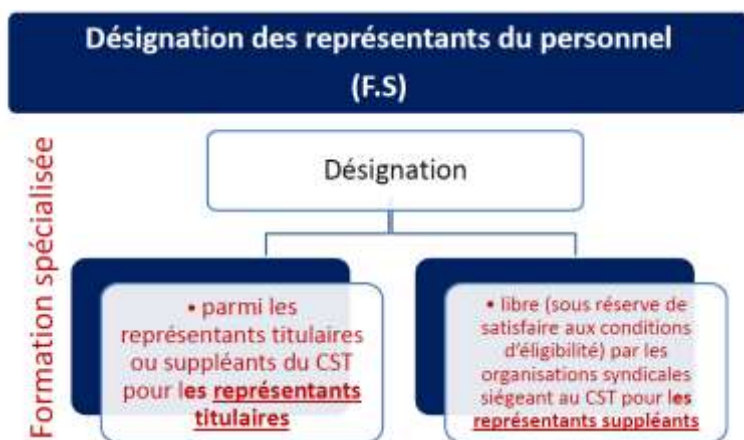 Désignation des représentants du personnel
(F.S)
Formation spécialisée
Désignation
• parmi les
représentants titulaires
ou suppléants du CST
pour les représentants
titulaires
• libre (sous réserve de
satisfaire aux conditions
d'éligibilité) par les
organisations syndicales
siégeant au CST pour les
représentants suppléants